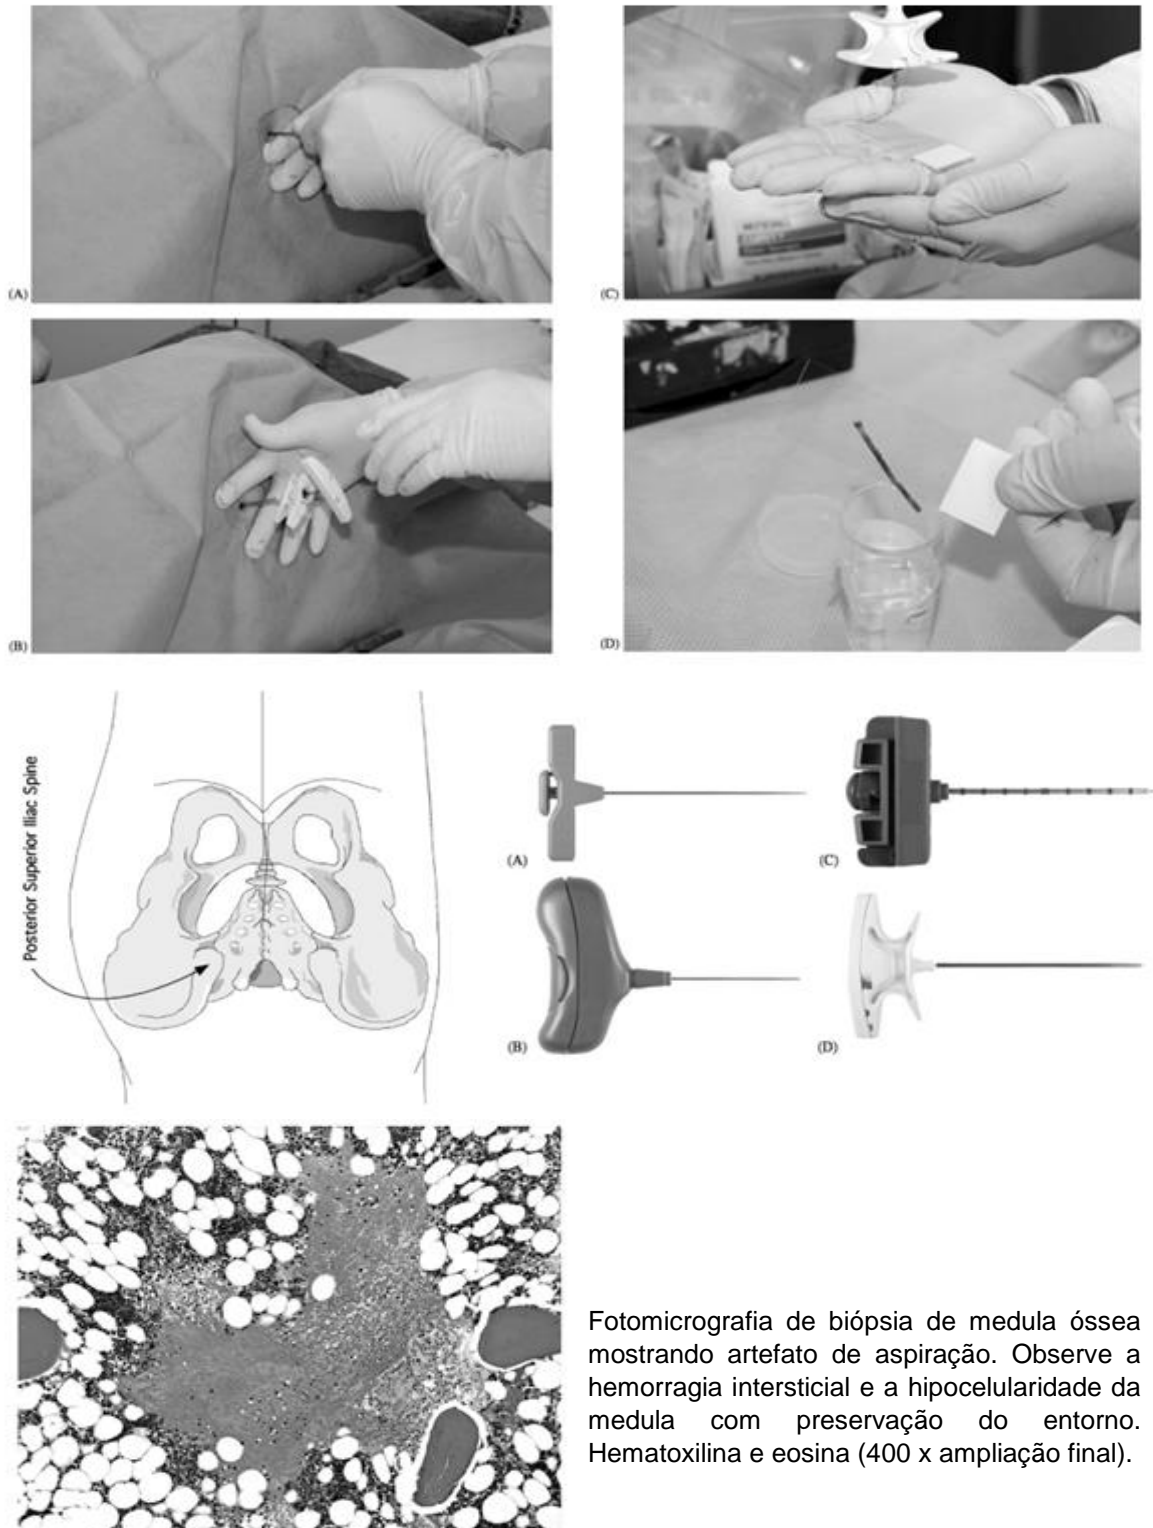 (A)
(C)
(B)
(D)
Posterior Superior Iliac Spine
(A)
(C)
(B)
(D)
Fotomicrografia de biópsia de medula óssea
mostrando artefato de aspiração. Observe a
hemorragia intersticial e a hipocelularidade da
medula com preservação do entorno.
Hematoxilina e eosina (400 x ampliação final).